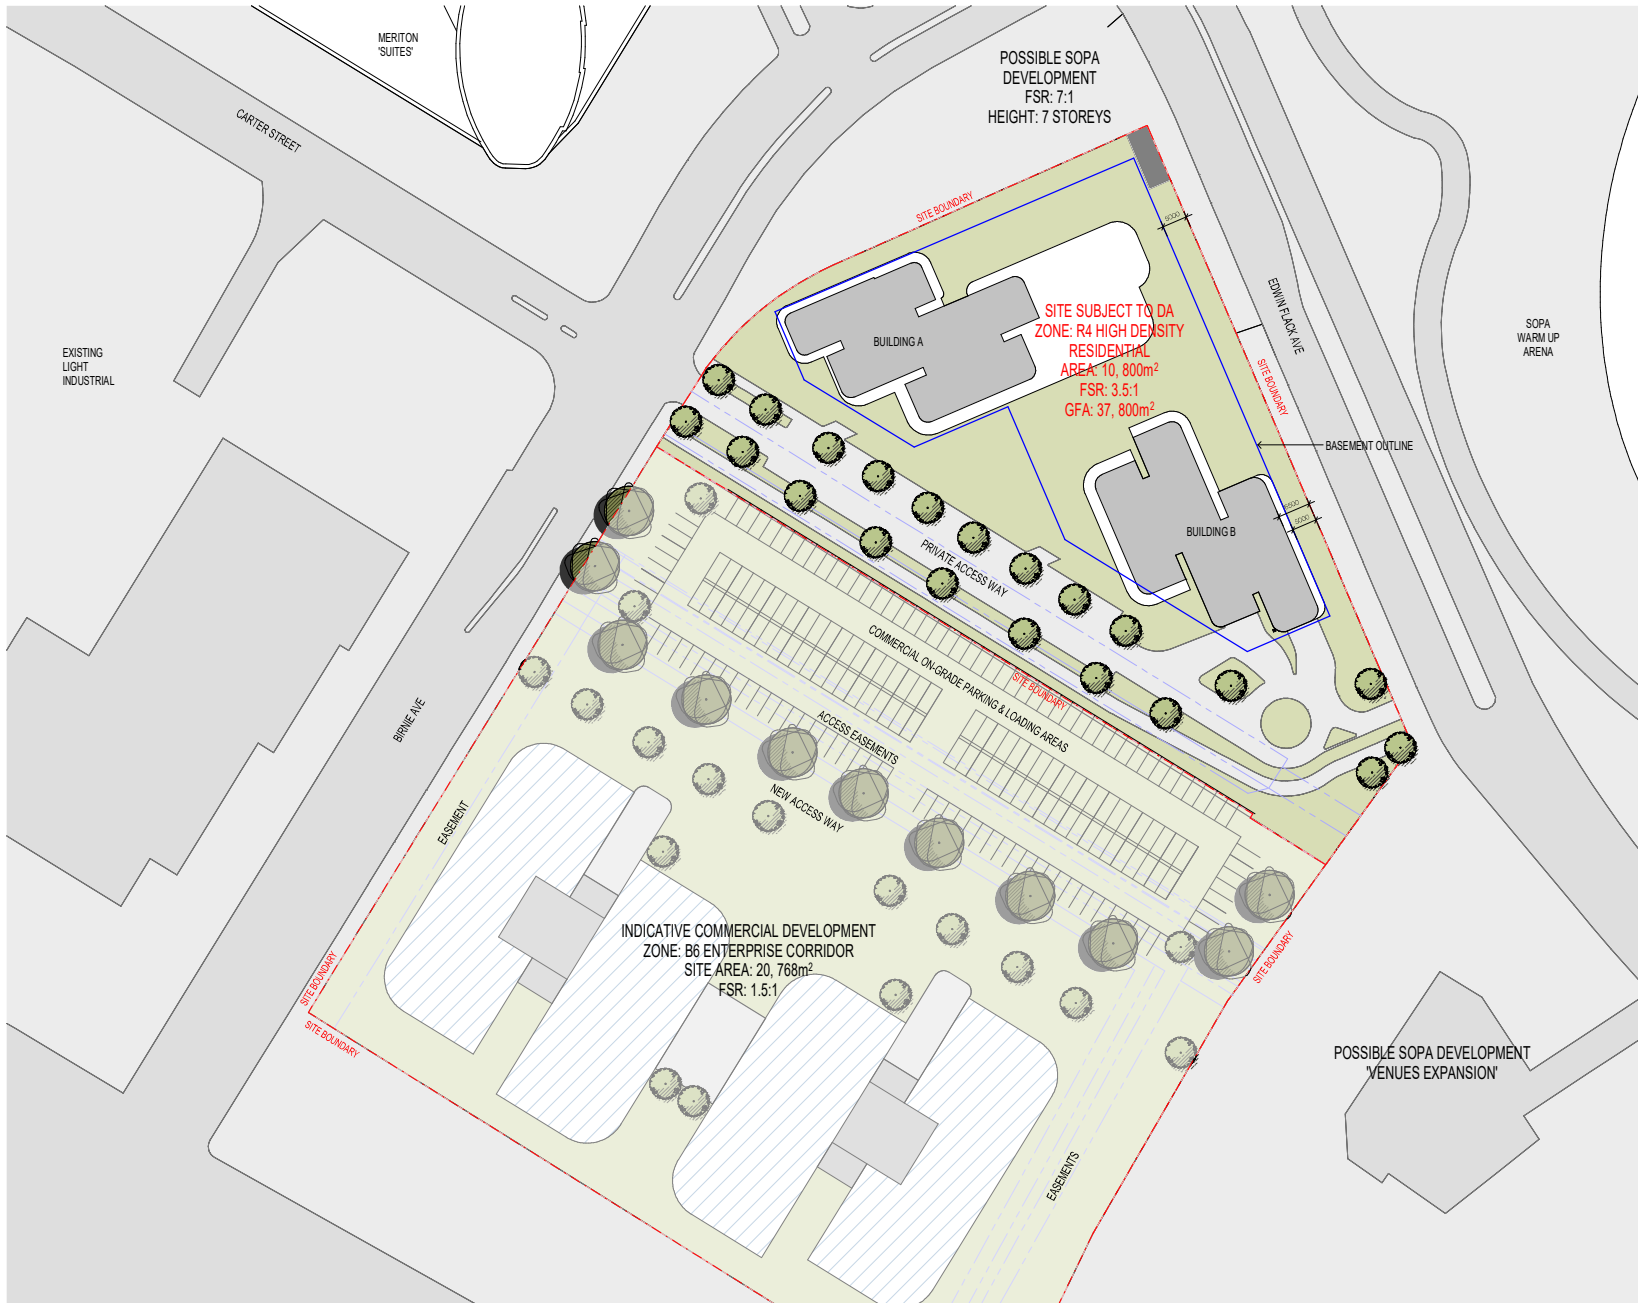 MERITON
'SUITES'
POSSIBLE SOPA
DEVELOPMENT
FSR: 7:1
HEIGHT: 7 STOREYS
CARTER STREET
SITE BOUNDARY
5000
EDWIN FLACK AVE
SITE SUBJECT TO DA
ZONE: R4 HIGH DENSITY
RESIDENTIAL
AREA: 10, 800m²
FSR: 3.5:1
GFA: 37, 800m²
SOPA
WARM UP
ARENA
BUILDING A
EXISTING
LIGHT
INDUSTRIAL
SITE BOUNDARY
BASEMENT OUTLINE
BUILDING B
5000
PRIVATE ACCESS WAY
COMMERCIAL ON-GRADE PARKING & LOADING AREAS
SITE BOUNDARY
BIRNIE AVE
ACCESS EASEMENTS
NEW ACCESS WAY
EASEMENT
INDICATIVE COMMERCIAL DEVELOPMENT
ZONE: B6 ENTERPRISE CORRIDOR
SITE AREA: 20, 768m²
FSR: 1.5:1
SITE BOUNDARY
SITE BOUNDARY
SITE BOUNDARY
POSSIBLE SOPA DEVELOPMENT
'VENUES EXPANSION'
EASEMENTS